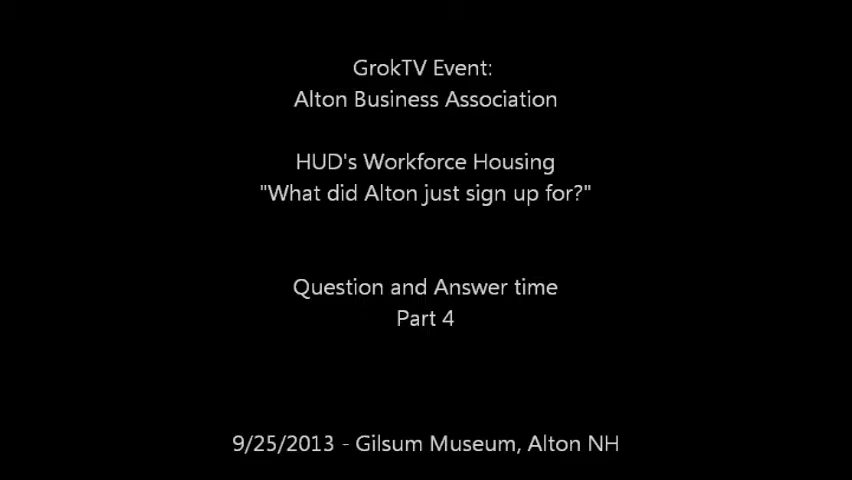 GrokTV Event:
Alton Business Association
HUD's Workforce Housing
"What did Alton just sign up for?"
Question and Answer time
Part 4
9/25/2013 - Gilsum Museum, Alton NH